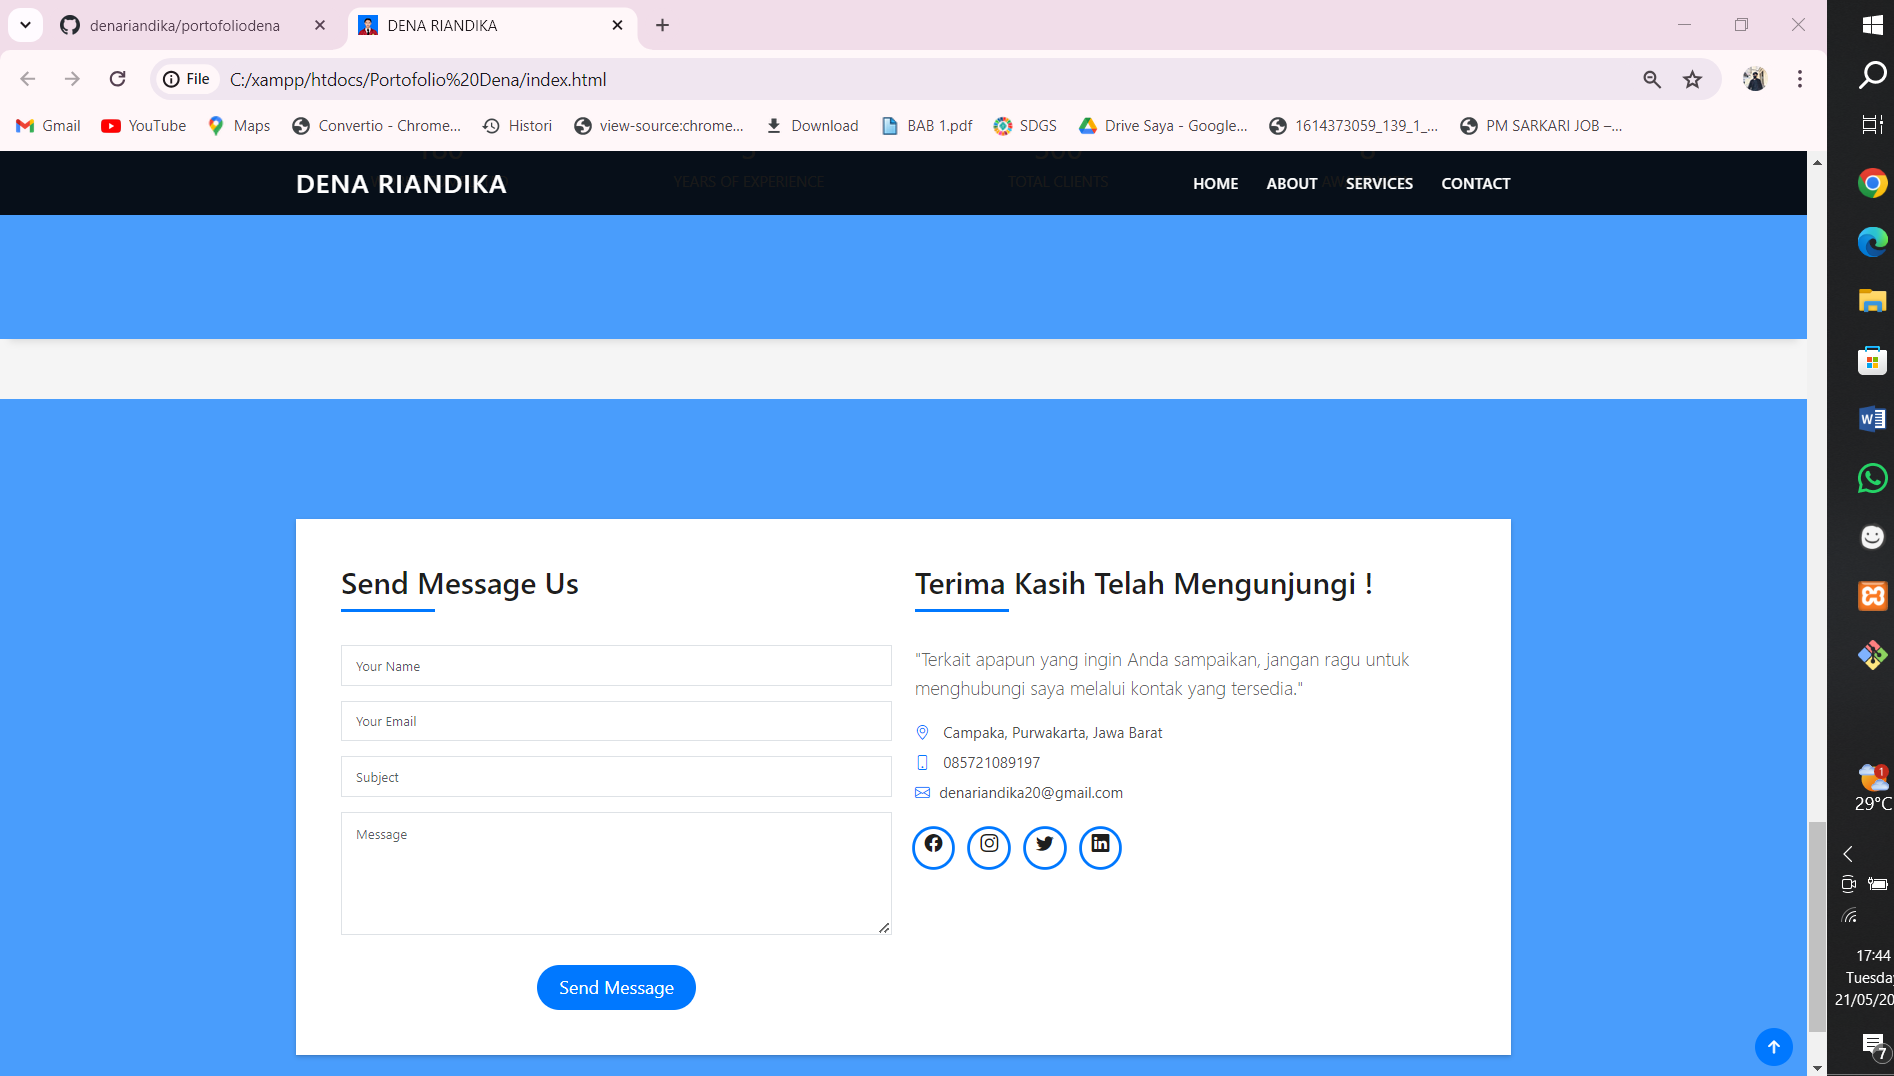 denariandika/portofoliodena
DENA RIANDIKA
File
C:/xampp/htdocs/Portofolio%20Dena/index.html
Gmail
YouTube
Maps
Convertio - Chrome...
Histori
view-source:chrome...
Download
BAB 1.pdf
SDGS
Drive Saya - Google...
1614373059_139_1_...
PM SARKARI JOB –...
DENA RIANDIKA
YEARS OF EXPERIENCE
TOTAL CLIENTS
HOME
ABOUT
SERVICES
CONTACT
Send Message Us
Your Name
Your Email
Subject
Message
Send Message
Terima Kasih Telah Mengunjungi !
"Terkait apapun yang ingin Anda sampaikan, jangan ragu untuk
menghubungi saya melalui kontak yang tersedia."
Campaka, Purwakarta, Jawa Barat
085721089197
denariandika20@gmail.com
1
29°C
17:44
Tuesday
21/05/20
7